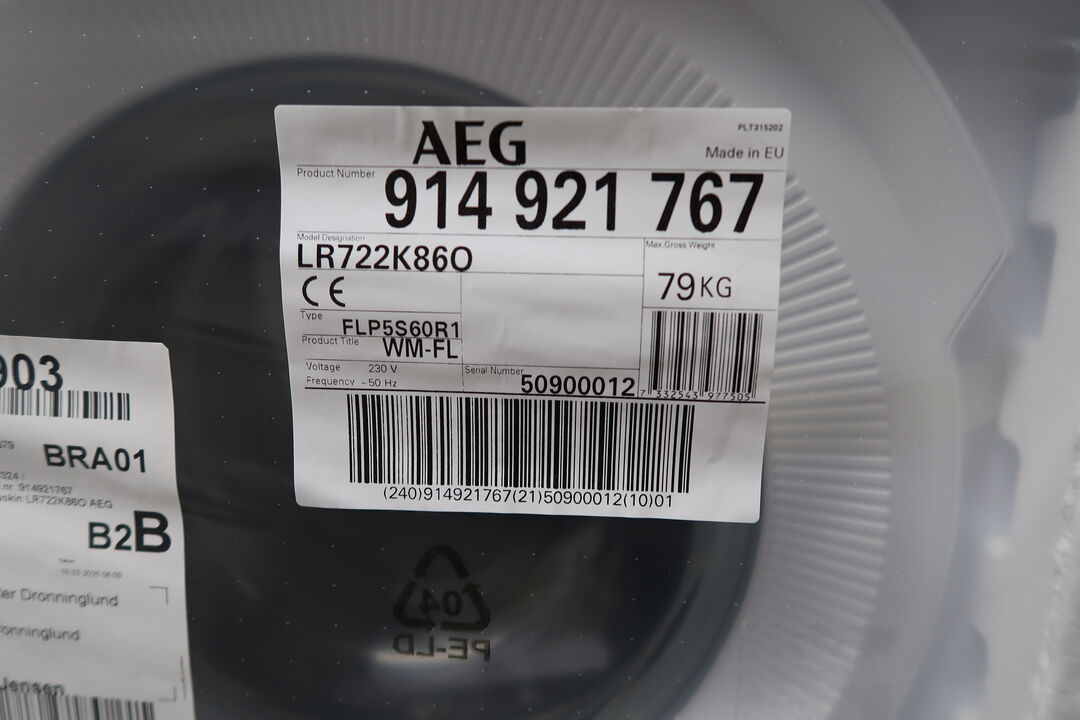 AEG
PLT315202
Made in EU
Product Number
914 921 767
Model Designation
LR722K86O
Max.Gross Weight
79 KG
CE
Type
FLP5S60R1
Product Title
WM-FL
Voltage 230 V
Frequency ~50 Hz
Serial Number
50900012
7 332543 977505
(240)914921767(21)50900012(10)01
903
BRA01
nr. 914921767
LR722K86O AEG
B2B
Dronninglund
Jensen
04
PE-LD